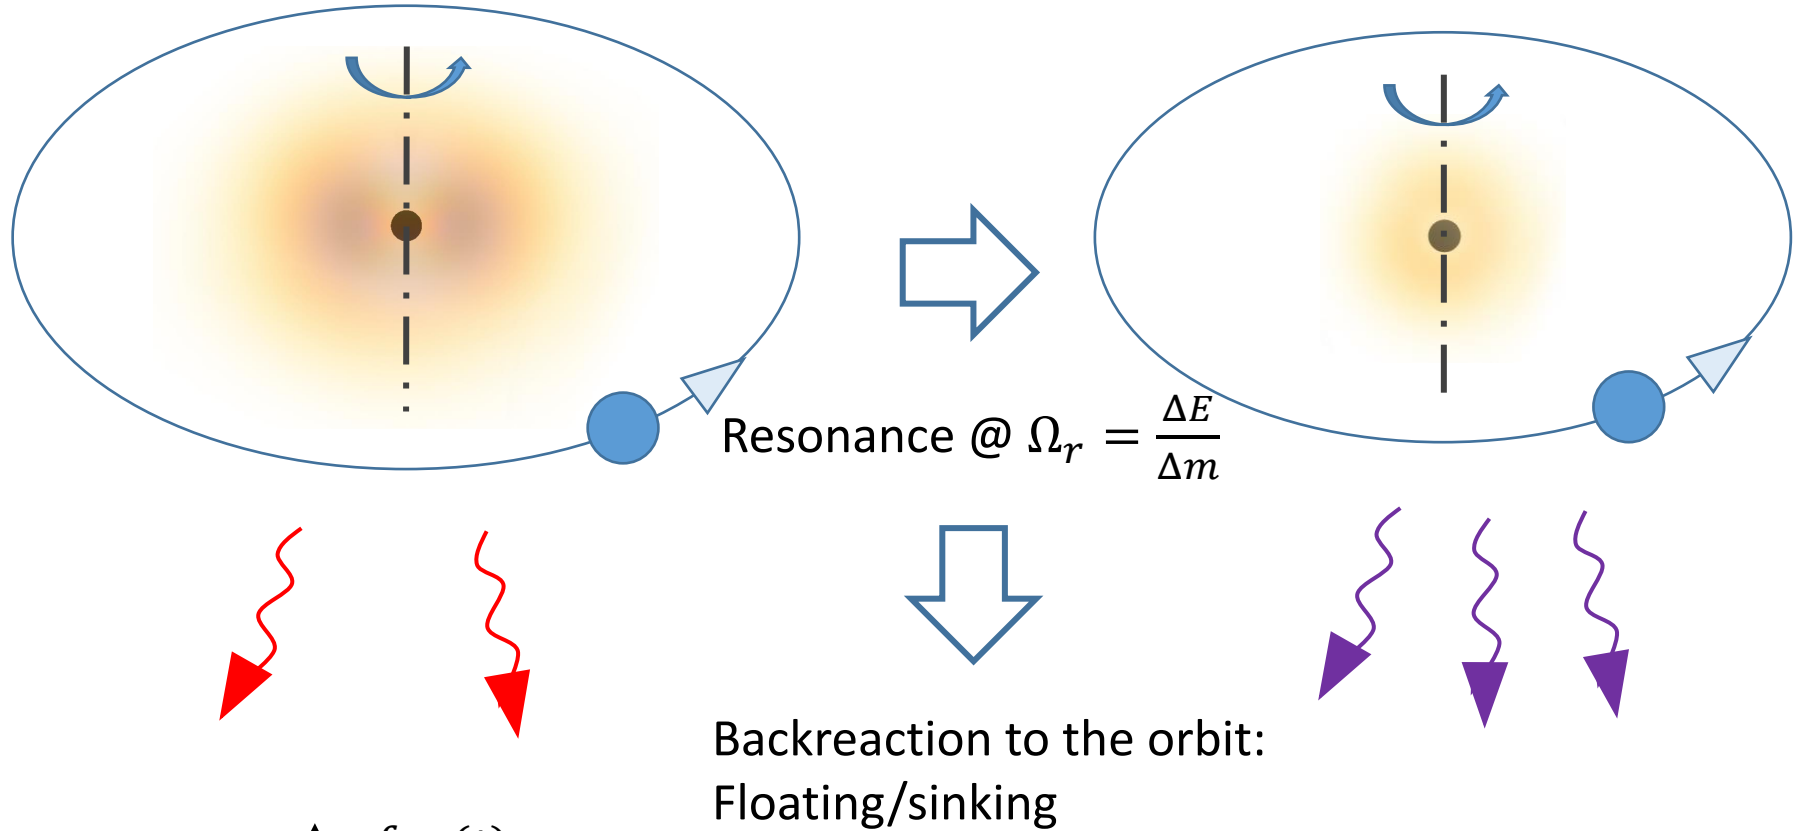 Resonance @ Ω_r = ΔE/Δm
Backreaction to the orbit:
Floating/sinking